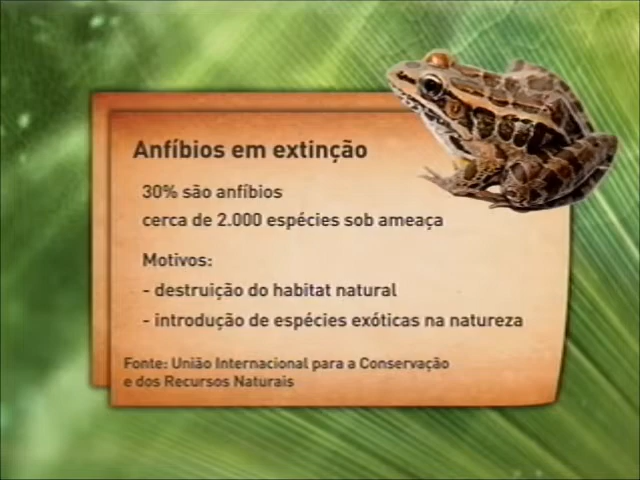 Anfíbios em extinção
30% são anfíbios
cerca de 2.000 espécies sob ameaça
Motivos:
- destruição do habitat natural
- introdução de espécies exóticas na natureza
Fonte: União Internacional para a Conservação
e dos Recursos Naturais